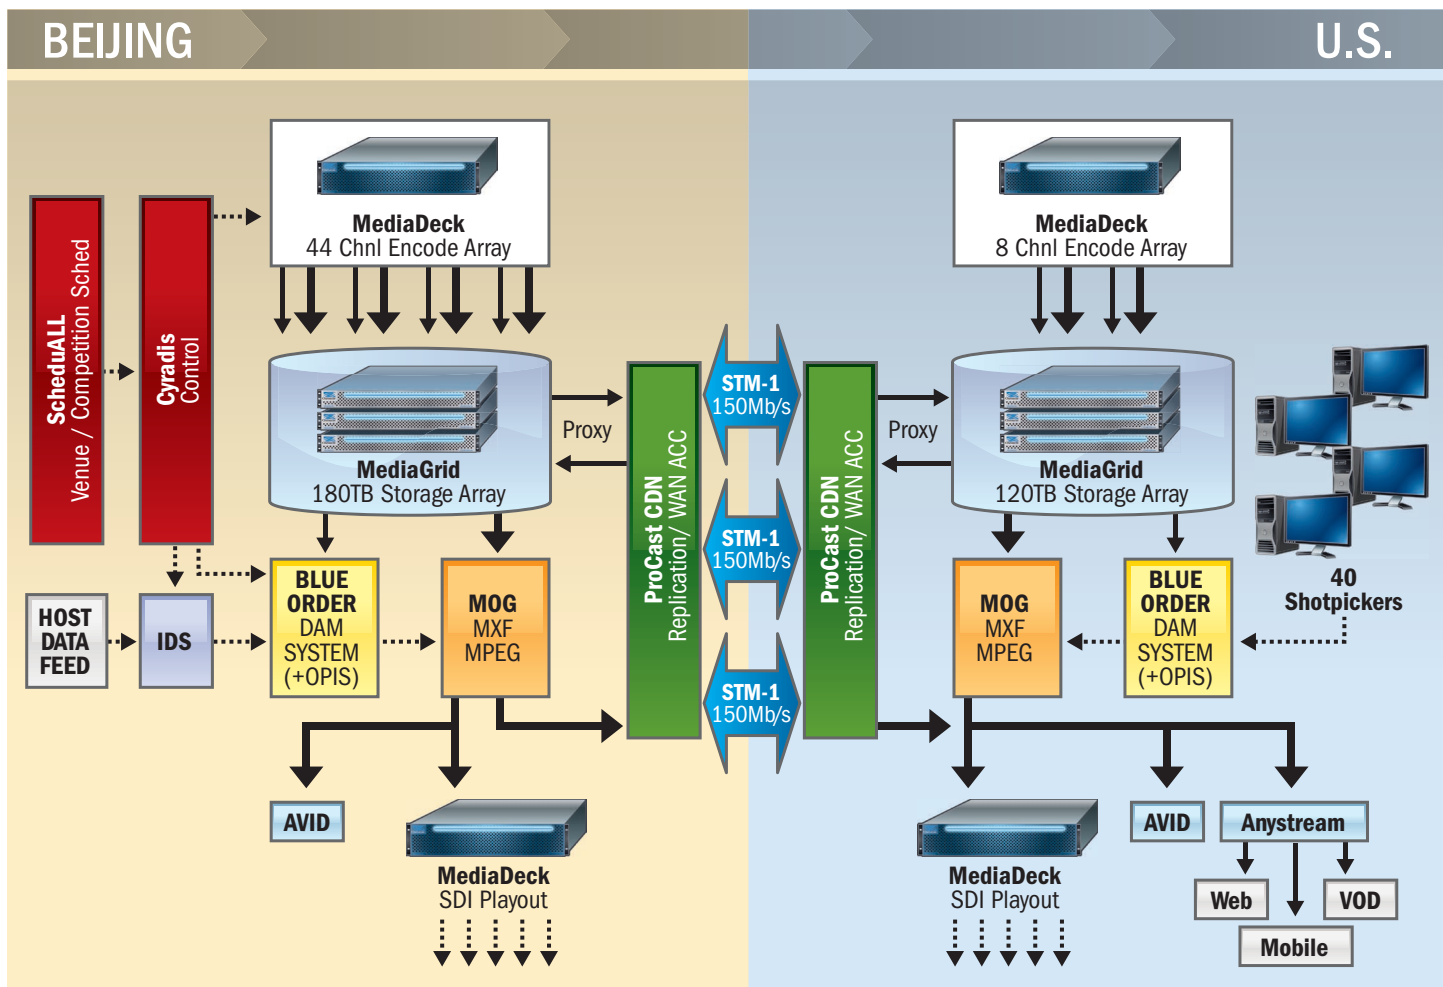 BEIJING
U.S.
MediaDeck
44 Chnl Encode Array
MediaDeck
8 Chnl Encode Array
ScheduALL
Venue / Competition Sched
Cyradis
Control
MediaGrid
180TB Storage Array
Proxy
ProCast CDN
Replication/ WAN ACC
STM-1
150Mb/s
STM-1
150Mb/s
STM-1
150Mb/s
ProCast CDN
Replication/ WAN ACC
Proxy
MediaGrid
120TB Storage Array
40
Shotpickers
HOST
DATA
FEED
IDS
BLUE
ORDER
DAM
SYSTEM
(+OPIS)
MOG
MXF
MPEG
MOG
MXF
MPEG
BLUE
ORDER
DAM
SYSTEM
(+OPIS)
AVID
MediaDeck
SDI Playout
MediaDeck
SDI Playout
AVID
Anystream
Web
VOD
Mobile